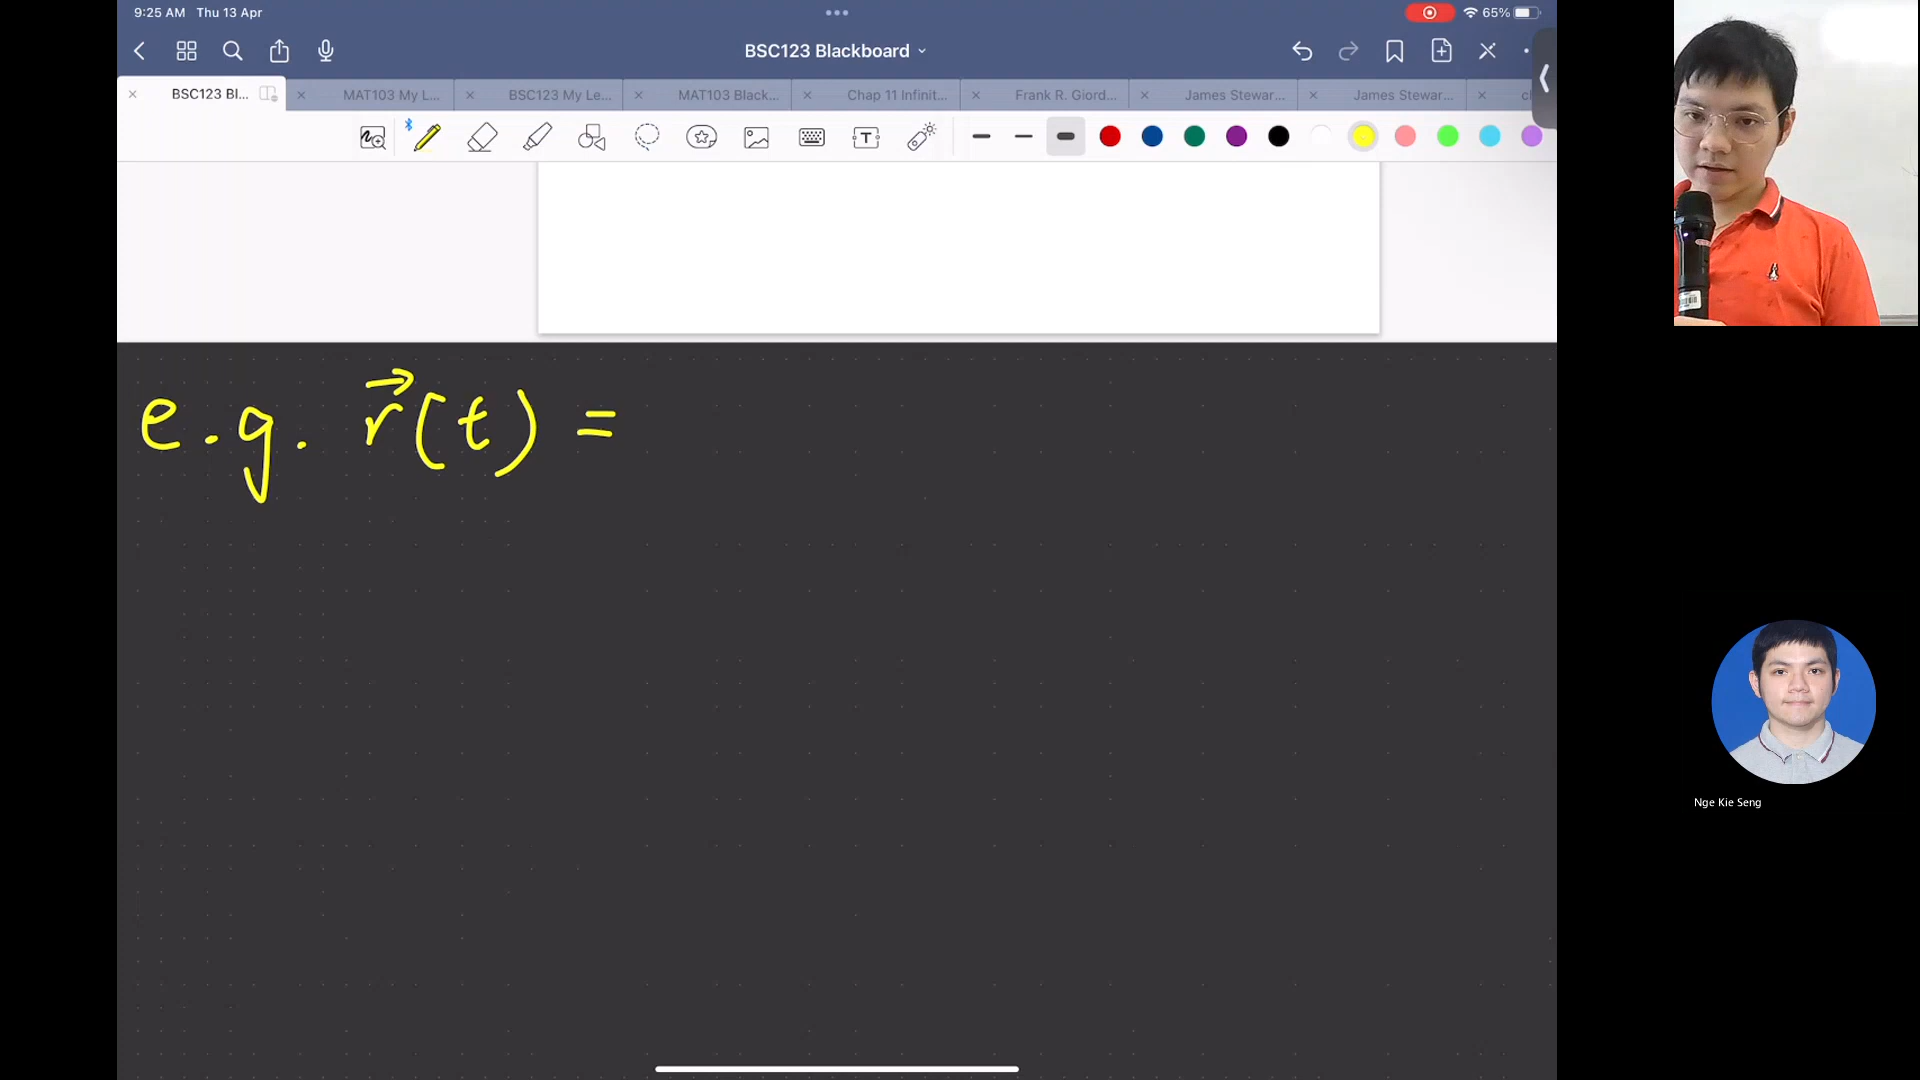 9:25 AM Thu 13 Apr
65%
BSC123 Blackboard
BSC123 Bl...
MAT103 My L...
BSC123 My Le...
MAT103 Black...
Chap 11 Infinit...
Frank R. Giord...
James Stewar...
James Stewar...
T
e.g. r⃗(t) =
Nge Kie Seng